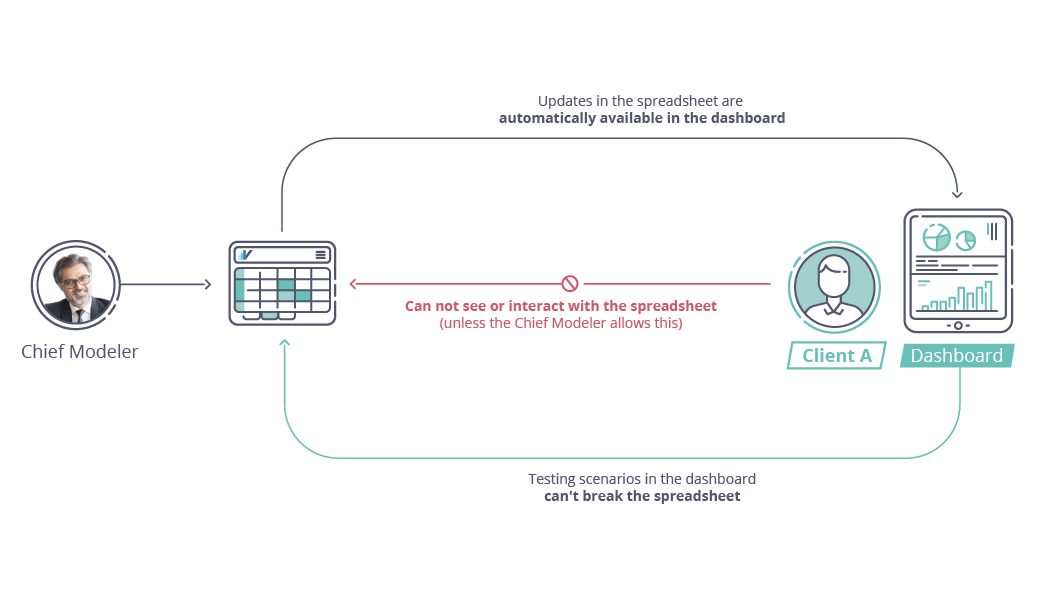 Updates in the spreadsheet are
automatically available in the dashboard
Can not see or interact with the spreadsheet
(unless the Chief Modeler allows this)
Chief Modeler
Client A
Dashboard
Testing scenarios in the dashboard
can't break the spreadsheet